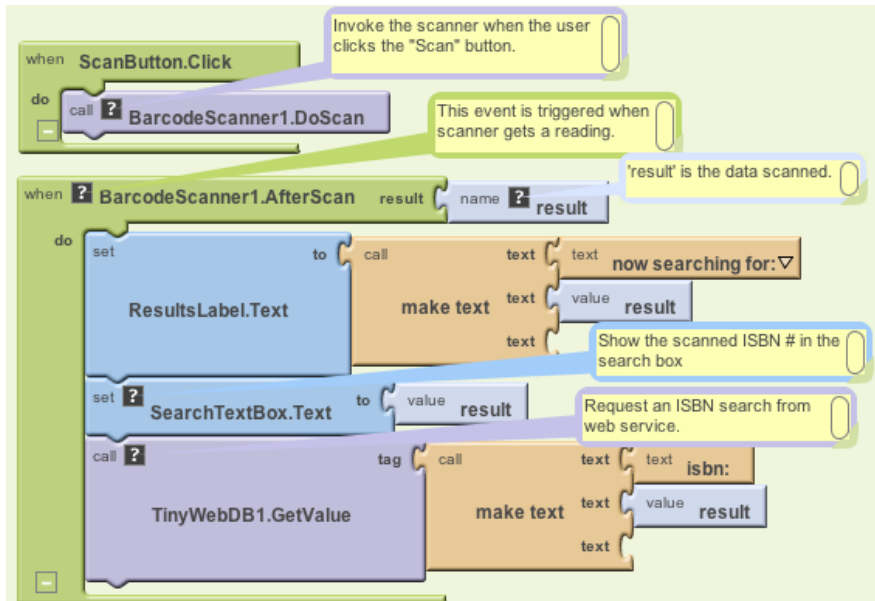 Invoke the scanner when the user
clicks the "Scan" button.
when ScanButton.Click
do
call ? BarcodeScanner1.DoScan
This event is triggered when
scanner gets a reading.
'result' is the data scanned.
when ? BarcodeScanner1.AfterScan result name ? result
do
set ResultsLabel.Text to call make text text text now searching for:
text value result
text
Show the scanned ISBN # in the
search box
set ? SearchTextBox.Text to value result
Request an ISBN search from
web service.
call ? TinyWebDB1.GetValue tag call make text text text isbn:
text value result
text